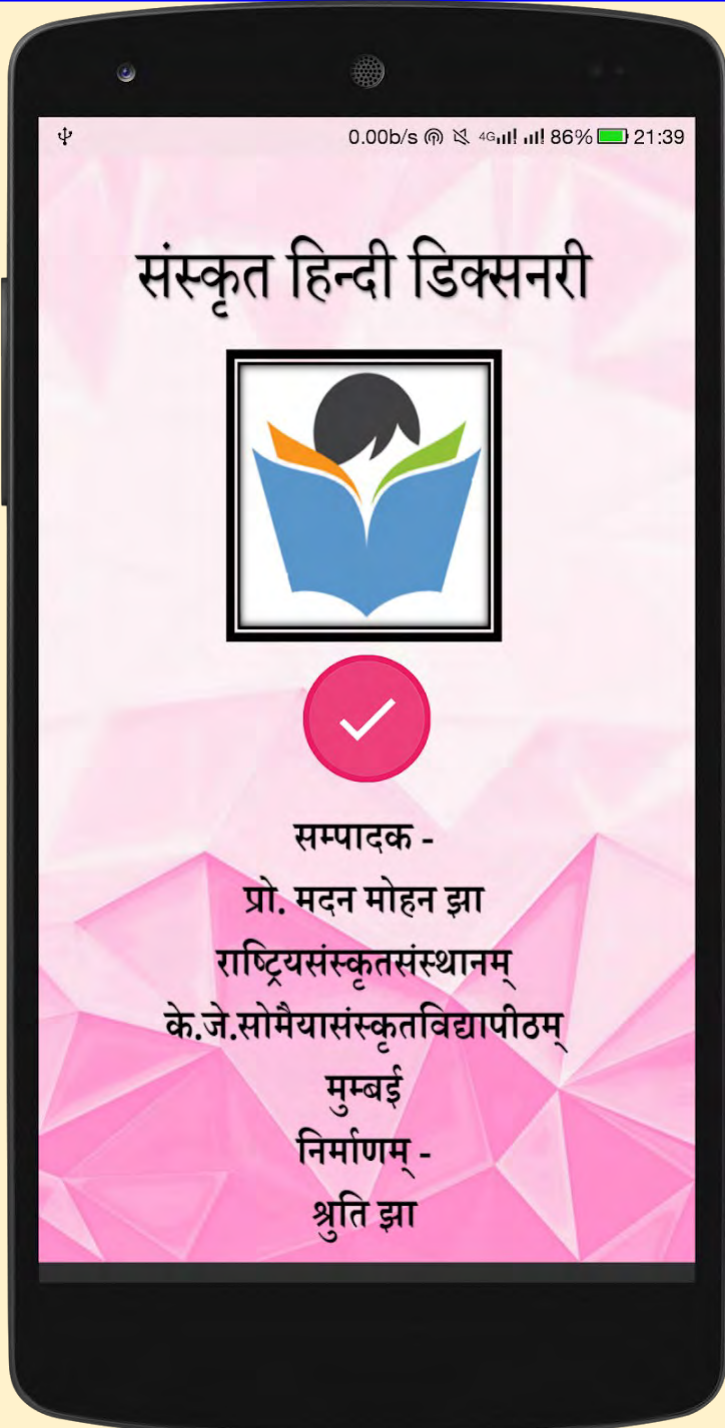 0.00b/s 4G 86% 21:39
संस्कृत हिन्दी डिक्सनरी
सम्पादक -
प्रो. मदन मोहन झा
राष्ट्रियसंस्कृतसंस्थानम्
के.जे.सोमैयासंस्कृतविद्यापीठम्
मुम्बई
निर्माणम् -
श्रुति झा